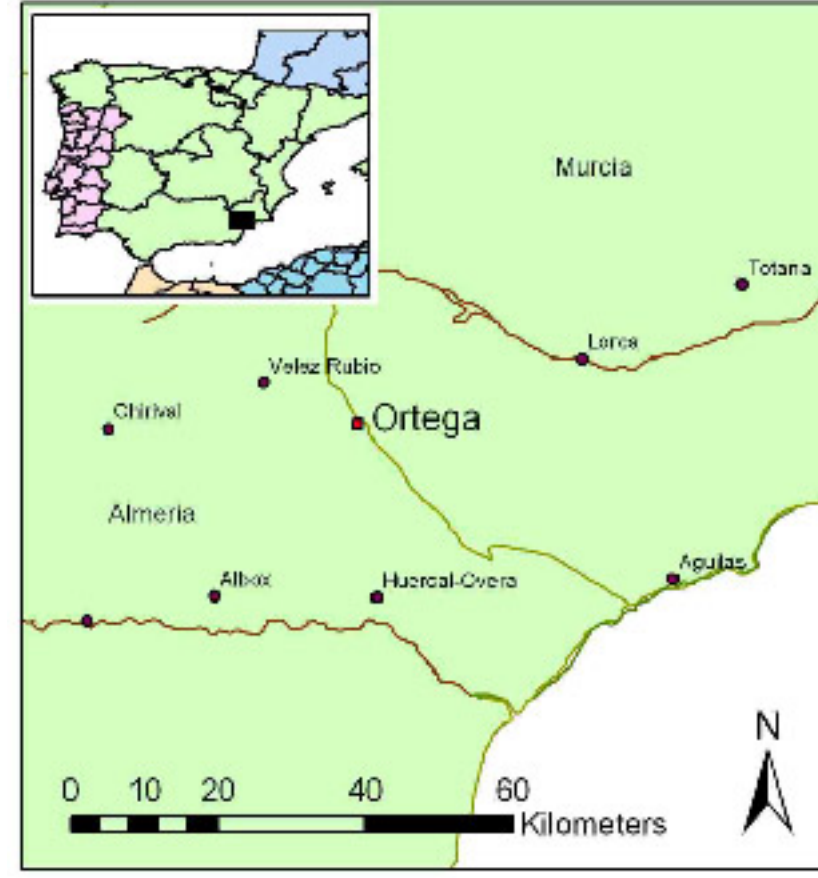 Murcia
Totana
Lorca
Velez Rubio
Chirivel
Ortega
Almeria
Albox
Huercal-Overa
Aguilas
N
0 10 20 40 60
Kilometers